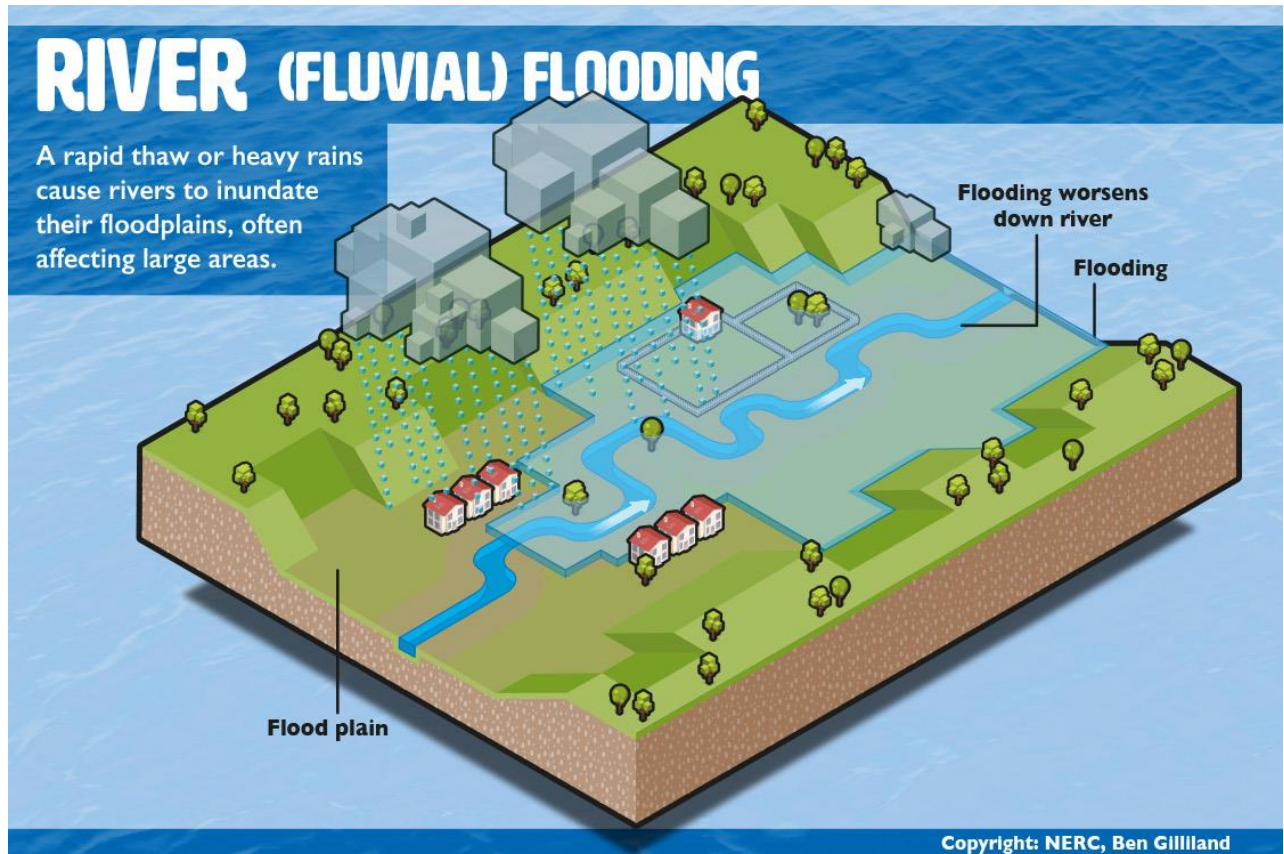 RIVER (FLUVIAL) FLOODING
A rapid thaw or heavy rains
cause rivers to inundate
their floodplains, often
affecting large areas.
Flooding worsens
down river
Flooding
Flood plain
Copyright: NERC, Ben Gilliland